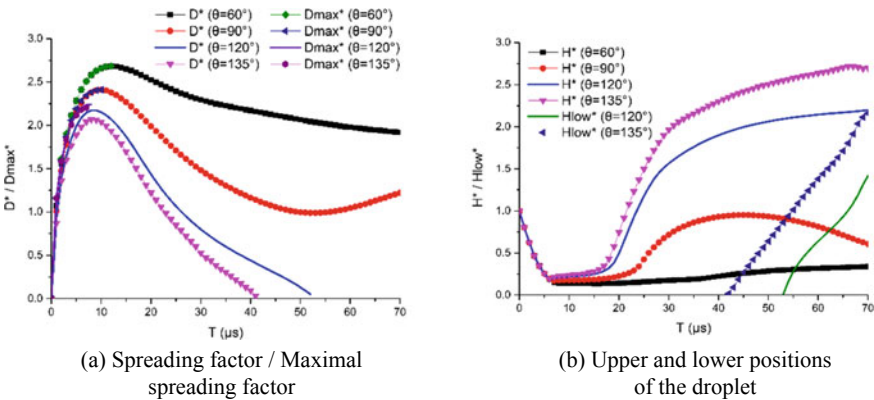 D* (θ=60°) Dmax* (θ=60°)
D* (θ=90°) Dmax* (θ=90°)
D* (θ=120°) Dmax* (θ=120°)
D* (θ=135°) Dmax* (θ=135°)
D* / Dmax*
3.0
2.5
2.0
1.5
1.0
0.5
0.0
0 10 20 30 40 50 60 70
T (µs)
(a) Spreading factor / Maximal
spreading factor
H* (θ=60°)
H* (θ=90°)
H* (θ=120°)
H* (θ=135°)
Hlow* (θ=120°)
Hlow* (θ=135°)
H* / Hlow*
3.0
2.5
2.0
1.5
1.0
0.5
0.0
0 10 20 30 40 50 60 70
T (µs)
(b) Upper and lower positions
of the droplet